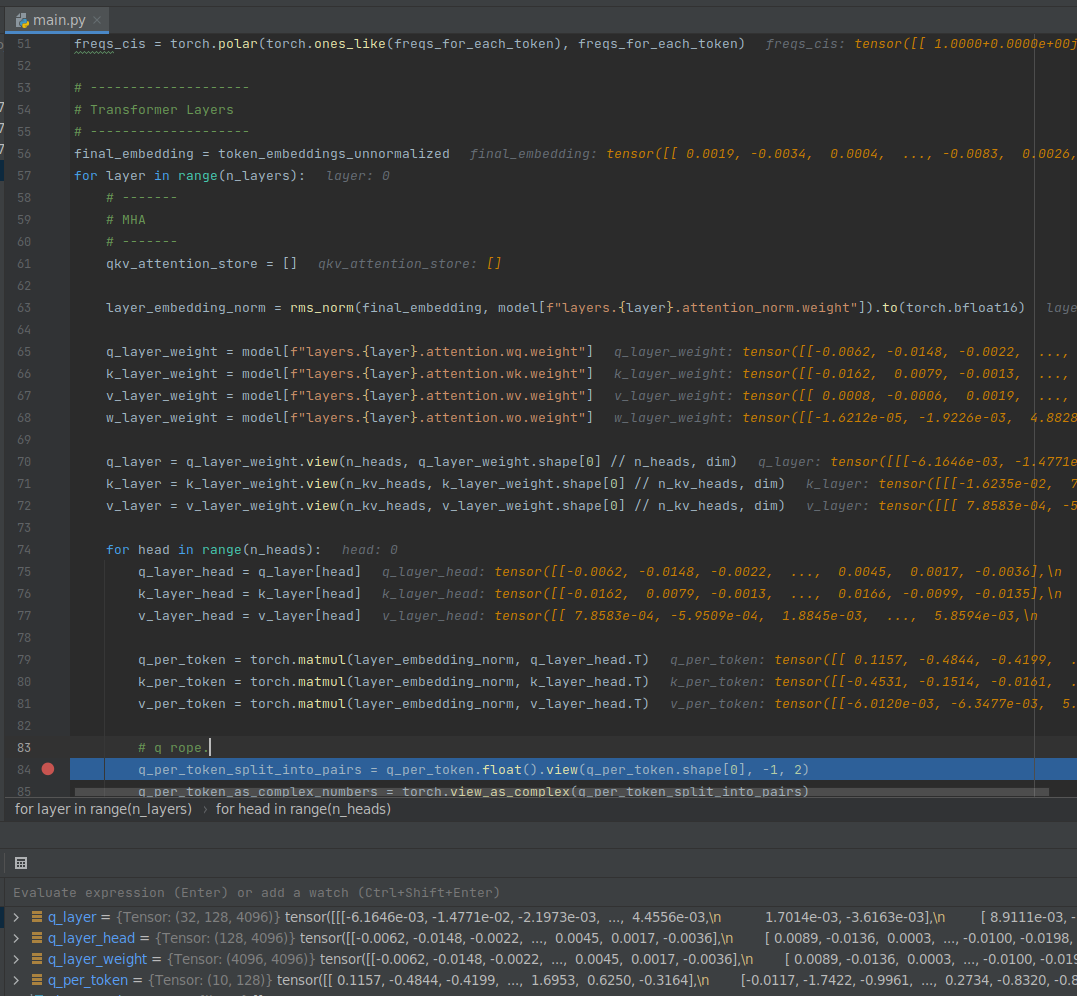 main.py
51 freqs_cis = torch.polar(torch.ones_like(freqs_for_each_token), freqs_for_each_token) freqs_cis: tensor([[ 1.0000+0.0000e+00j
52
53 # --------------------
54 # Transformer Layers
55 # --------------------
56 final_embedding = token_embeddings_unnormalized final_embedding: tensor([[ 0.0019, -0.0034, 0.0004, ..., -0.0083, 0.0026,
57 for layer in range(n_layers): layer: 0
58 # -------
59 # MHA
60 # -------
61 qkv_attention_store = [] qkv_attention_store: []
62
63 layer_embedding_norm = rms_norm(final_embedding, model[f"layers.{layer}.attention_norm.weight"]).to(torch.bfloat16) laye
64
65 q_layer_weight = model[f"layers.{layer}.attention.wq.weight"] q_layer_weight: tensor([[-0.0062, -0.0148, -0.0022, ...,
66 k_layer_weight = model[f"layers.{layer}.attention.wk.weight"] k_layer_weight: tensor([[-0.0162, 0.0079, -0.0013, ...,
67 v_layer_weight = model[f"layers.{layer}.attention.wv.weight"] v_layer_weight: tensor([[ 0.0008, -0.0006, 0.0019, ...,
68 w_layer_weight = model[f"layers.{layer}.attention.wo.weight"] w_layer_weight: tensor([[-1.6212e-05, -1.9226e-03, 4.8828
69
70 q_layer = q_layer_weight.view(n_heads, q_layer_weight.shape[0] // n_heads, dim) q_layer: tensor([[[-6.1646e-03, -1.4771e
71 k_layer = k_layer_weight.view(n_kv_heads, k_layer_weight.shape[0] // n_kv_heads, dim) k_layer: tensor([[[-1.6235e-02, 7
72 v_layer = v_layer_weight.view(n_kv_heads, v_layer_weight.shape[0] // n_kv_heads, dim) v_layer: tensor([[[ 7.8583e-04, -5
73
74 for head in range(n_heads): head: 0
75 q_layer_head = q_layer[head] q_layer_head: tensor([[-0.0062, -0.0148, -0.0022, ..., 0.0045, 0.0017, -0.0036],\n
76 k_layer_head = k_layer[head] k_layer_head: tensor([[-0.0162, 0.0079, -0.0013, ..., 0.0166, -0.0099, -0.0135],\n
77 v_layer_head = v_layer[head] v_layer_head: tensor([[ 7.8583e-04, -5.9509e-04, 1.8845e-03, ..., 5.8594e-03,\n
78
79 q_per_token = torch.matmul(layer_embedding_norm, q_layer_head.T) q_per_token: tensor([[ 0.1157, -0.4844, -0.4199, .
80 k_per_token = torch.matmul(layer_embedding_norm, k_layer_head.T) k_per_token: tensor([[-0.4531, -0.1514, -0.0161, .
81 v_per_token = torch.matmul(layer_embedding_norm, v_layer_head.T) v_per_token: tensor([[-6.0120e-03, -6.3477e-03, 5.
82
83 # q rope.
84 q_per_token_split_into_pairs = q_per_token.float().view(q_per_token.shape[0], -1, 2)
85 q_per_token_as_complex_numbers = torch.view_as_complex(q_per_token_split_into_pairs)
for layer in range(n_layers) › for head in range(n_heads)
Evaluate expression (Enter) or add a watch (Ctrl+Shift+Enter)
q_layer = {Tensor: (32, 128, 4096)} tensor([[[-6.1646e-03, -1.4771e-02, -2.1973e-03, ..., 4.4556e-03,\n 1.7014e-03, -3.6163e-03],\n [ 8.9111e-03, -
q_layer_head = {Tensor: (128, 4096)} tensor([[-0.0062, -0.0148, -0.0022, ..., 0.0045, 0.0017, -0.0036],\n [ 0.0089, -0.0136, 0.0003, ..., -0.0100, -0.0198,
q_layer_weight = {Tensor: (4096, 4096)} tensor([[-0.0062, -0.0148, -0.0022, ..., 0.0045, 0.0017, -0.0036],\n [ 0.0089, -0.0136, 0.0003, ..., -0.0100, -0.019
q_per_token = {Tensor: (10, 128)} tensor([[ 0.1157, -0.4844, -0.4199, ..., 1.6953, 0.6250, -0.3164],\n [-0.0117, -1.7422, -0.9961, ..., 0.2734, -0.8320, -0.8